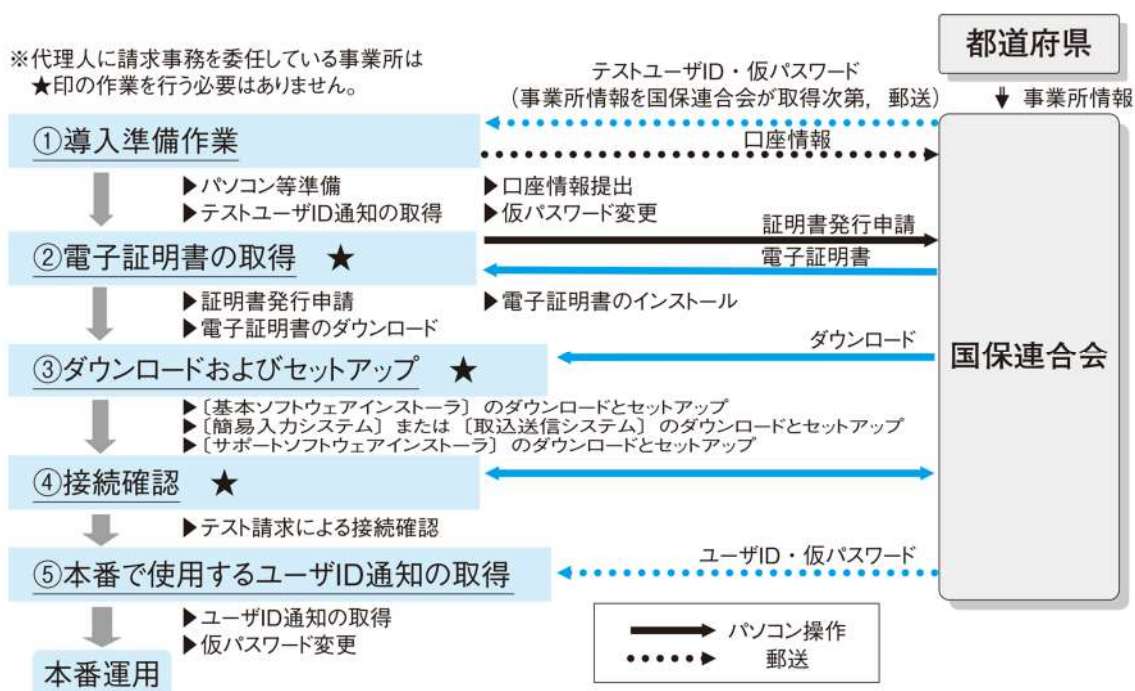 ※代理人に請求事務を委任している事業所は
★印の作業を行う必要はありません。
都道府県
テストユーザID・仮パスワード
(事業所情報を国保連合会が取得次第，郵送)
事業所情報
①導入準備作業
口座情報
▶パソコン等準備
▶口座情報提出
▶テストユーザID通知の取得
▶仮パスワード変更
証明書発行申請
②電子証明書の取得 ★
電子証明書
▶証明書発行申請
▶電子証明書のインストール
▶電子証明書のダウンロード
ダウンロード
③ダウンロードおよびセットアップ ★
国保連合会
▶〔基本ソフトウェアインストーラ〕のダウンロードとセットアップ
▶〔簡易入力システム〕または〔取込送信システム〕のダウンロードとセットアップ
▶〔サポートソフトウェアインストーラ〕のダウンロードとセットアップ
④接続確認 ★
▶テスト請求による接続確認
ユーザID・仮パスワード
⑤本番で使用するユーザID通知の取得
▶ユーザID通知の取得
▶仮パスワード変更
パソコン操作
郵送
本番運用